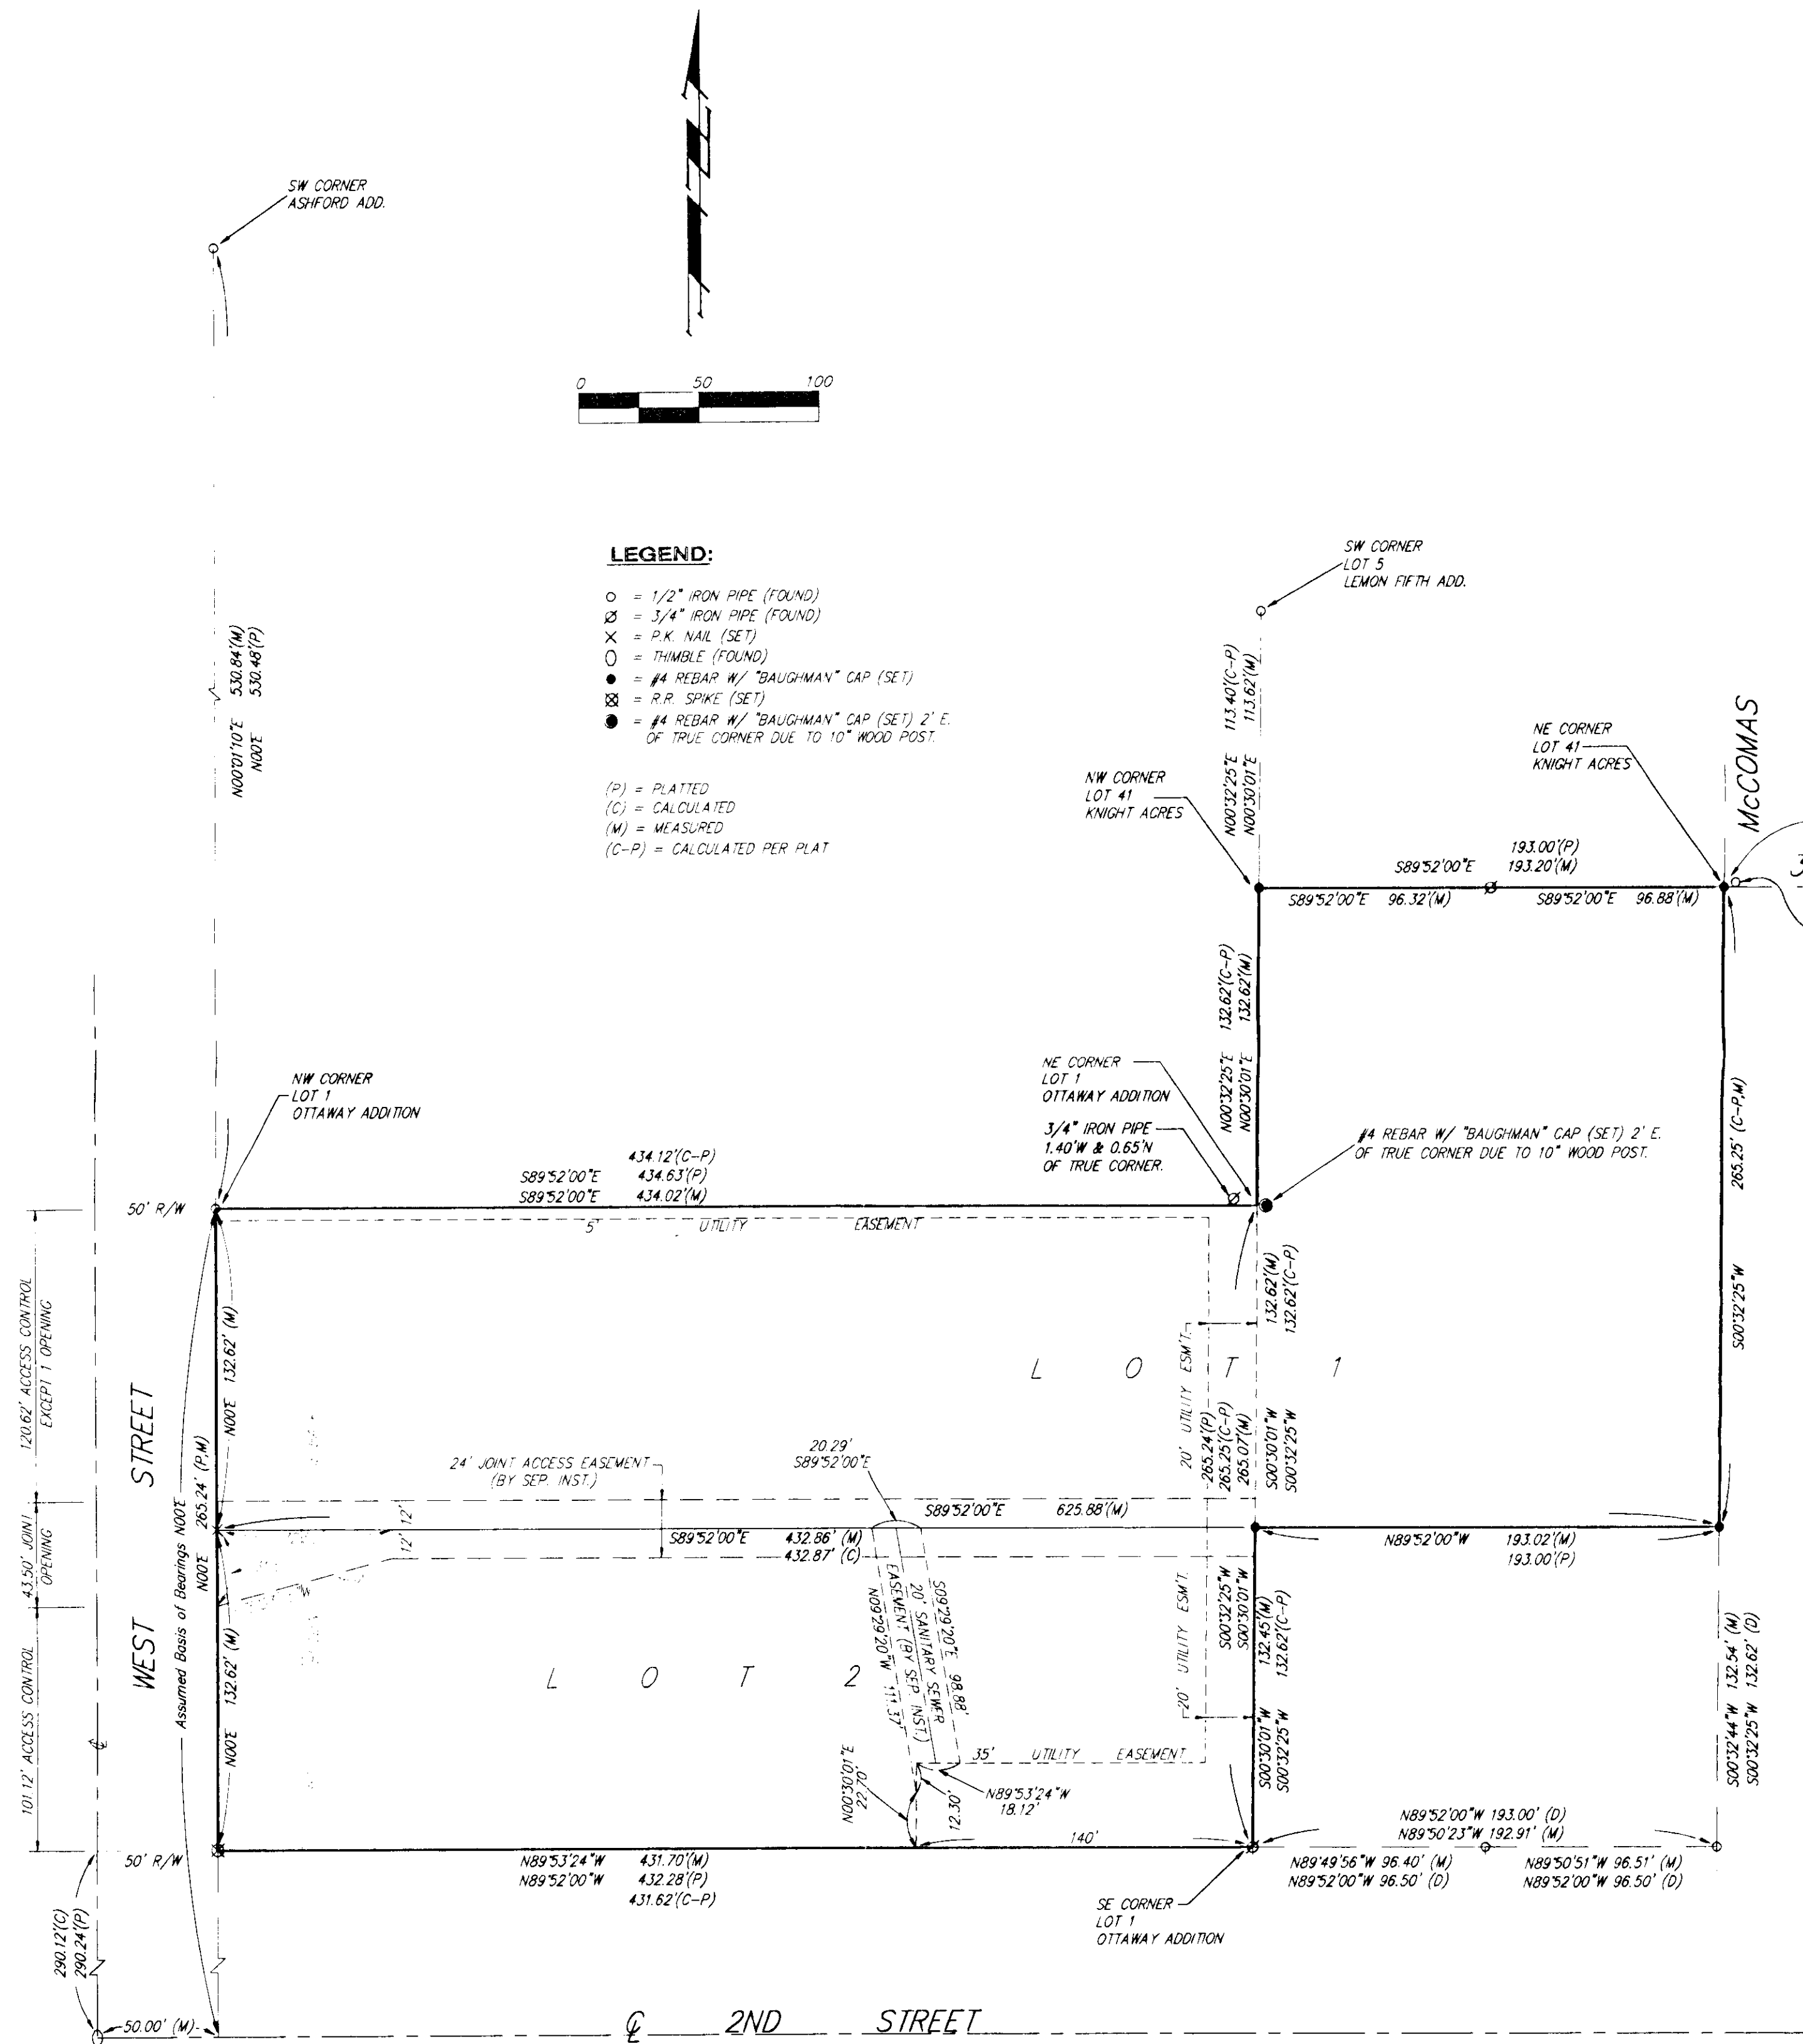 SW CORNER
ASHFORD ADD.
0 50 100
LEGEND:
○ = 1/2" IRON PIPE (FOUND)
Ø = 3/4" IRON PIPE (FOUND)
× = P.K. NAIL (SET)
= THIMBLE (FOUND)
● = #4 REBAR W/ "BAUGHMAN" CAP (SET)
= R.R. SPIKE (SET)
= #4 REBAR W/ "BAUGHMAN" CAP (SET) 2' E.
OF TRUE CORNER DUE TO 10" WOOD POST.
(P) = PLATTED
(C) = CALCULATED
(M) = MEASURED
(C-P) = CALCULATED PER PLAT
N00°01'10"E 530.84'(M)
N00°E 530.48'(P)
SW CORNER
LOT 5
LEMON FIFTH ADD.
N00°32'25"E 113.40'(C-P)
N00°30'01"E 113.62'(M)
NW CORNER
LOT 41
KNIGHT ACRES
NE CORNER
LOT 41
KNIGHT ACRES
McCOMAS
193.00'(P)
S89°52'00"E 193.20'(M)
S89°52'00"E 96.32'(M)
S89°52'00"E 96.88'(M)
N00°32'25"E 132.62'(C-P)
N00°30'01"E 132.62'(M)
NW CORNER
LOT 1
OTTAWAY ADDITION
NE CORNER
LOT 1
OTTAWAY ADDITION
3/4" IRON PIPE
1.40'W & 0.65'N
OF TRUE CORNER.
#4 REBAR W/ "BAUGHMAN" CAP (SET) 2' E.
OF TRUE CORNER DUE TO 10" WOOD POST.
S00°32'25"W 265.25' (C-P,M)
434.12'(C-P)
S89°52'00"E 434.63'(P)
S89°52'00"E 434.02'(M)
50' R/W
5' UTILITY EASEMENT
120.62' ACCESS CONTROL
EXCEPT 1 OPENING
43.50' JOINT
OPENING
101.12' ACCESS CONTROL
WEST STREET
Assumed Basis of Bearings N00°E
N00°E 265.24' (P,M)
N00°E 132.62' (M)
N00°E 132.62' (M)
LOT 1
132.62'(M)
132.62'(C-P)
20' UTILITY ESM'T.
265.24'(P)
265.25'(C-P)
265.07'(M)
S00°30'01"W
S00°32'25"W
24' JOINT ACCESS EASEMENT
(BY SEP. INST.)
20.29'
S89°52'00"E
S89°52'00"E 625.88'(M)
12' 12'
S89°52'00"E 432.86' (M)
432.87' (C)
N89°52'00"W 193.02'(M)
193.00'(P)
LOT 2
S09°29'20"E 98.88'
20' SANITARY SEWER
EASEMENT (BY SEP. INST.)
N09°29'20"W 111.37'
20' UTILITY ESM'T.
S00°32'25"W
S00°30'01"W
132.45'(M)
132.62'(C-P)
S00°30'01"W
S00°32'25"W
S00°32'44"W 132.54' (M)
S00°32'25"W 132.62' (D)
35' UTILITY EASEMENT
N00°30'01"E
22.70'
12.30'
N89°53'24"W
18.12'
140'
50' R/W
N89°53'24"W 431.70'(M)
N89°52'00"W 432.28'(P)
431.62'(C-P)
N89°52'00"W 193.00' (D)
N89°50'23"W 192.91' (M)
N89°49'56"W 96.40' (M)
N89°52'00"W 96.50' (D)
N89°50'51"W 96.51' (M)
N89°52'00"W 96.50' (D)
SE CORNER
LOT 1
OTTAWAY ADDITION
290.12'(C)
290.24'(P)
50.00' (M)
2ND STREET